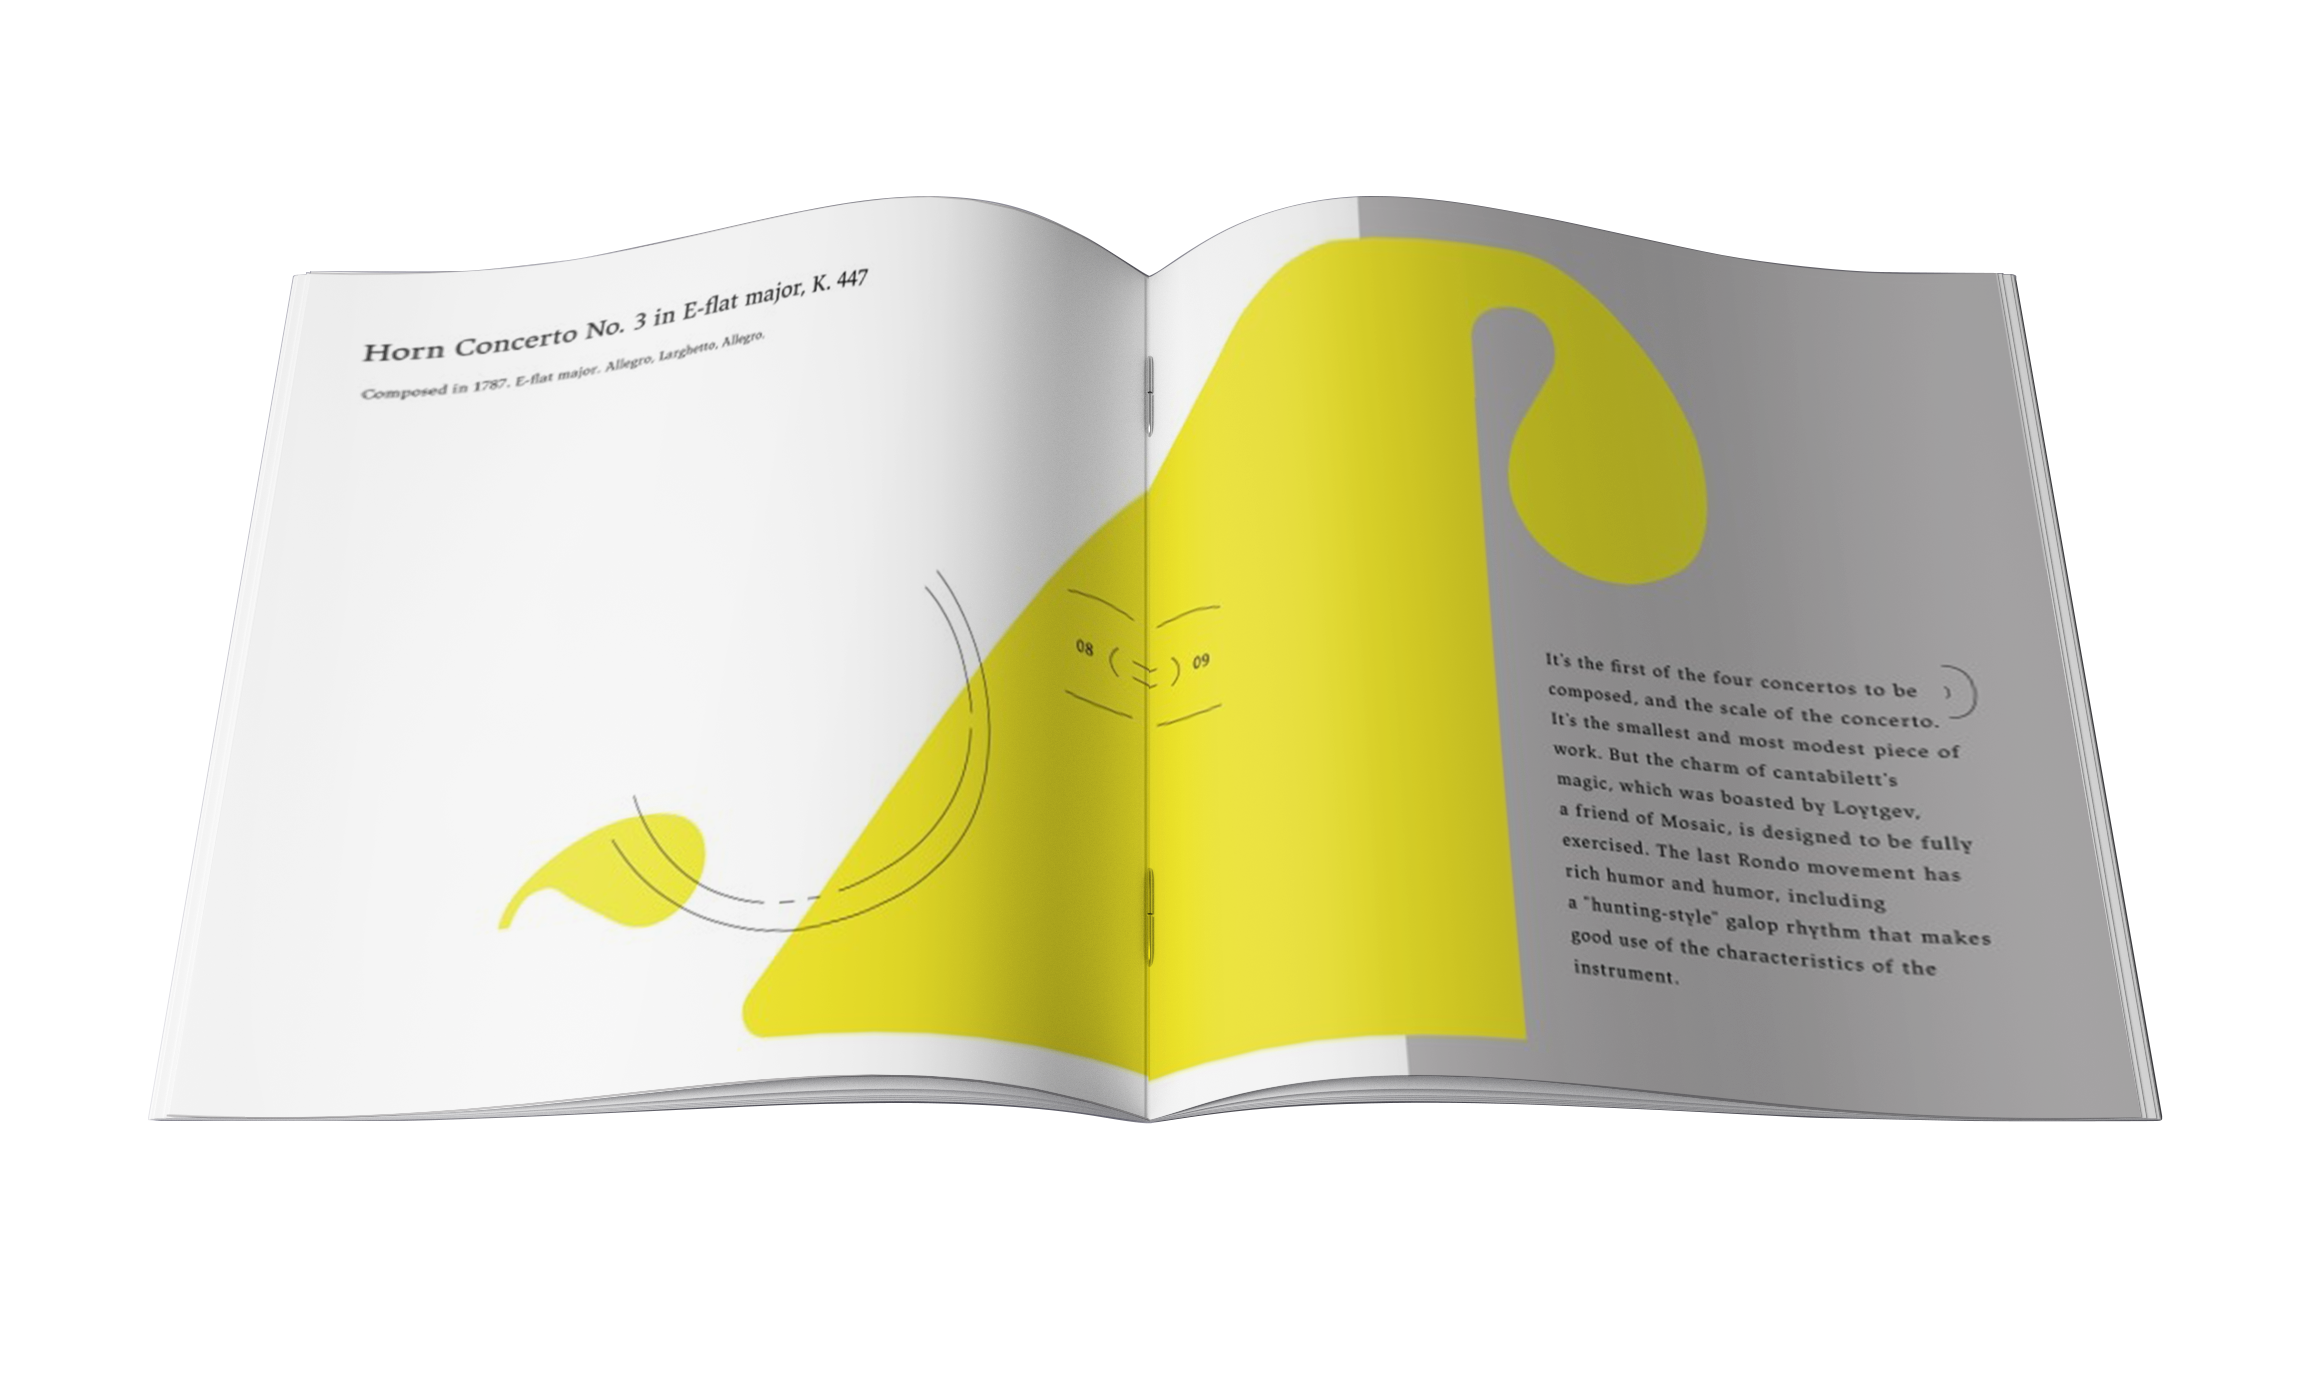 Horn Concerto No. 3 in E-flat major, K. 447
Composed in 1787. E-flat major. Allegro, Larghetto, Allegro.
08
09
It's the first of the four concertos to be
composed, and the scale of the concerto.
It's the smallest and most modest piece of
work. But the charm of cantabilett's
magic, which was boasted by Loytgev,
a friend of Mosaic, is designed to be fully
exercised. The last Rondo movement has
rich humor and humor, including
a "hunting-style" galop rhythm that makes
good use of the characteristics of the
instrument.